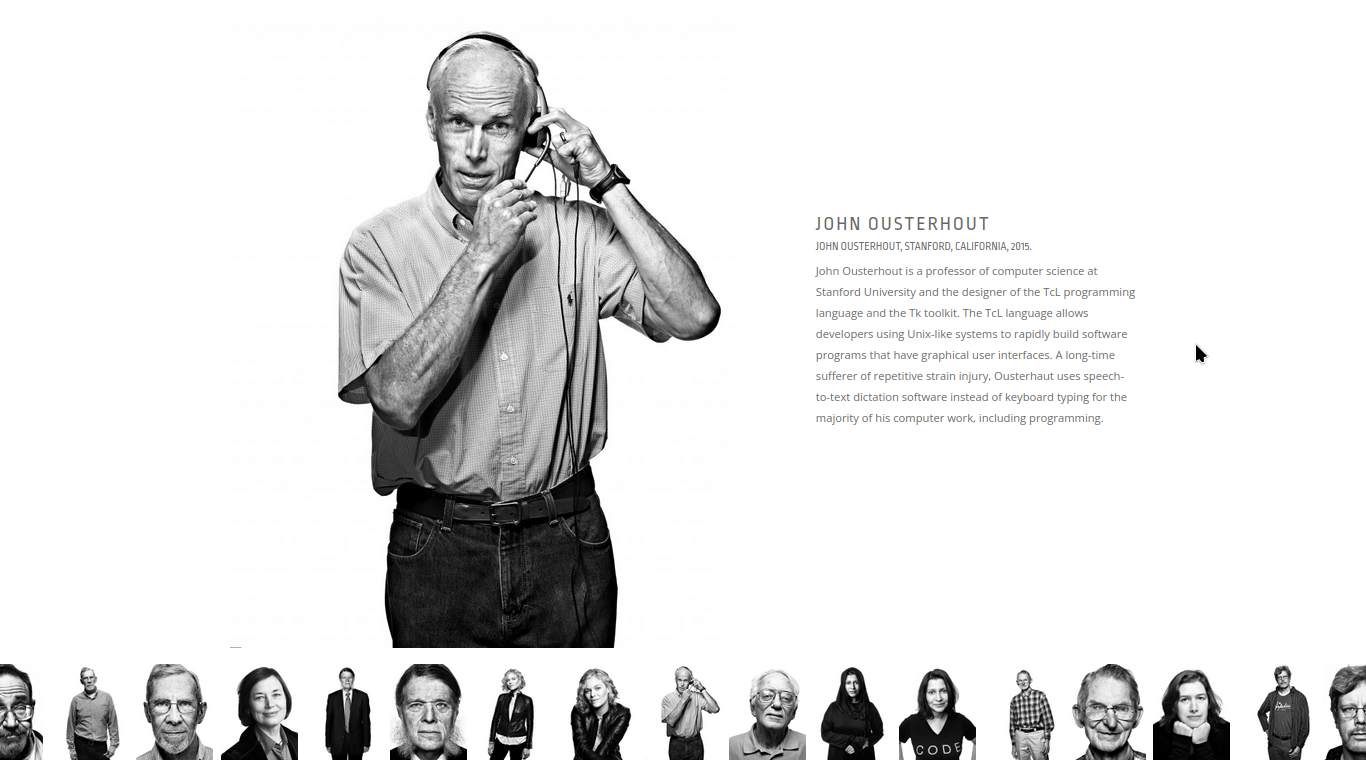 JOHN OUSTERHOUT
JOHN OUSTERHOUT, STANFORD, CALIFORNIA, 2015.
John Ousterhout is a professor of computer science at
Stanford University and the designer of the TcL programming
language and the Tk toolkit. The TcL language allows
developers using Unix-like systems to rapidly build software
programs that have graphical user interfaces. A long-time
sufferer of repetitive strain injury, Ousterhaut uses speech-
to-text dictation software instead of keyboard typing for the
majority of his computer work, including programming.
CODE